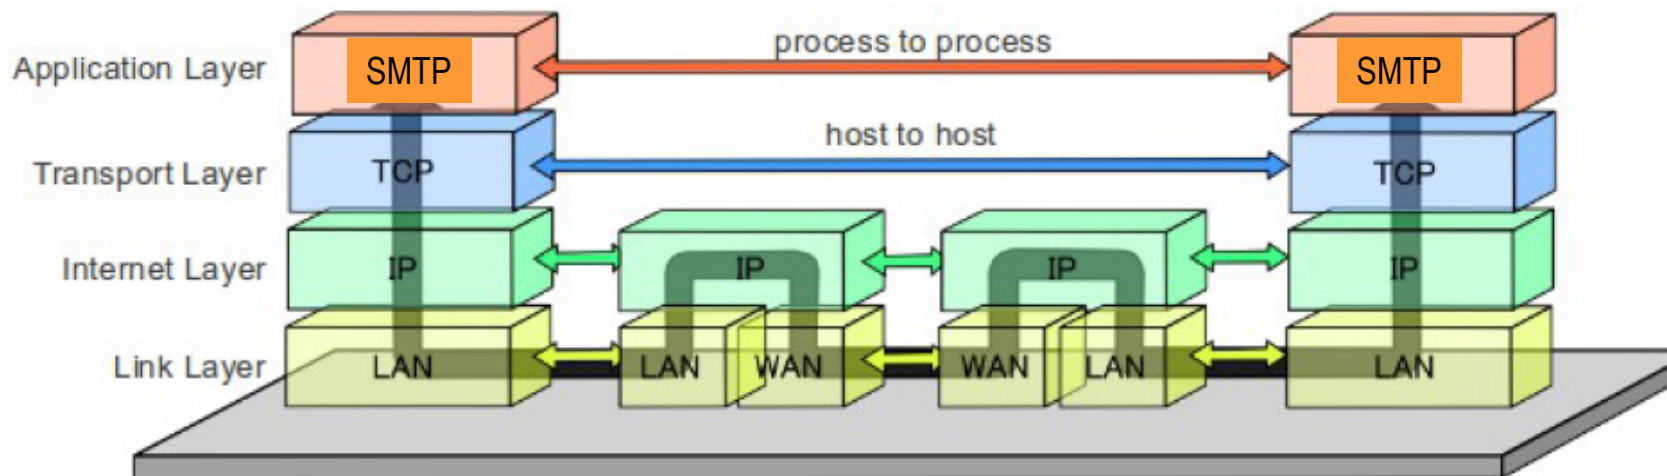 process to process
Application Layer SMTP SMTP
host to host
Transport Layer TCP TCP
Internet Layer IP IP IP IP
Link Layer LAN LAN WAN WAN LAN LAN